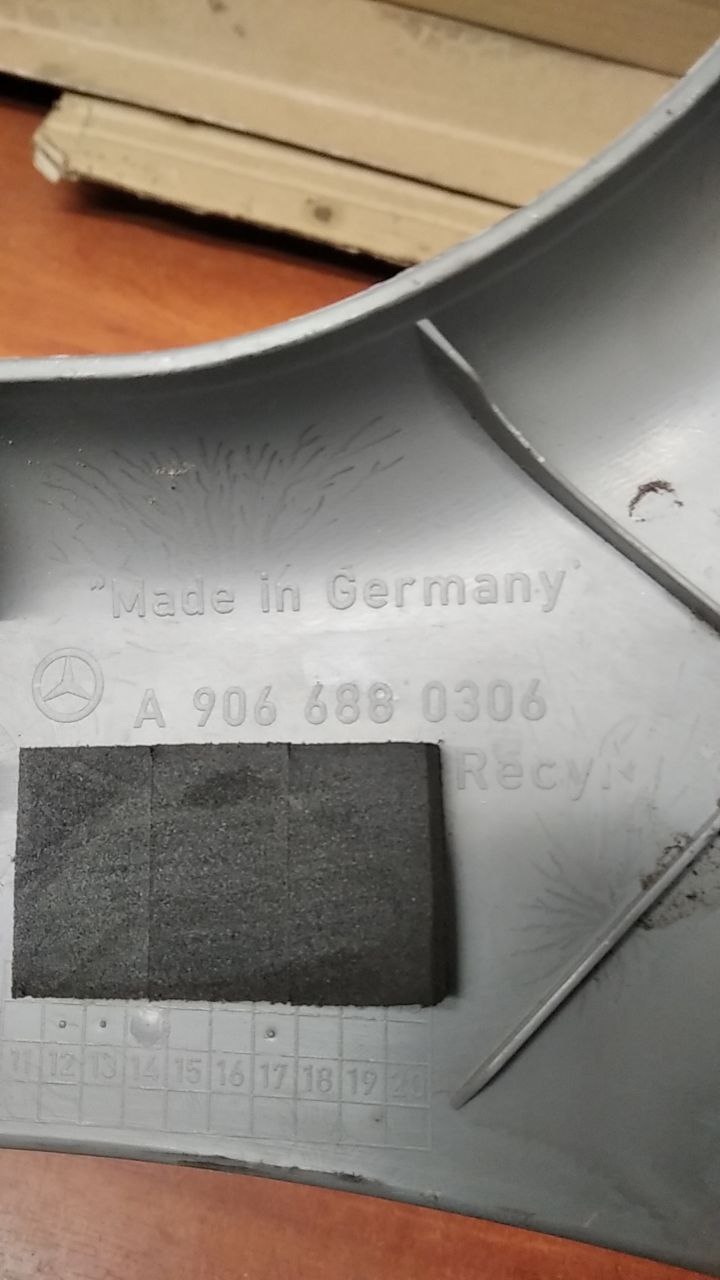 "Made in Germany"
A 906 688 0306
11 12 13 14 15 16 17 18 19 20